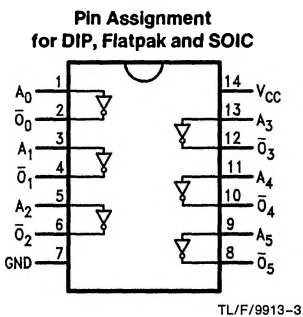 Pin Assignment
for DIP, Flatpak and SOIC
A0 1 14 VCC
Ō0 2 13 A3
A1 3 12 Ō3
Ō1 4 11 A4
A2 5 10 Ō4
Ō2 6 9 A5
GND 7 8 Ō5
TL/F/9913-3